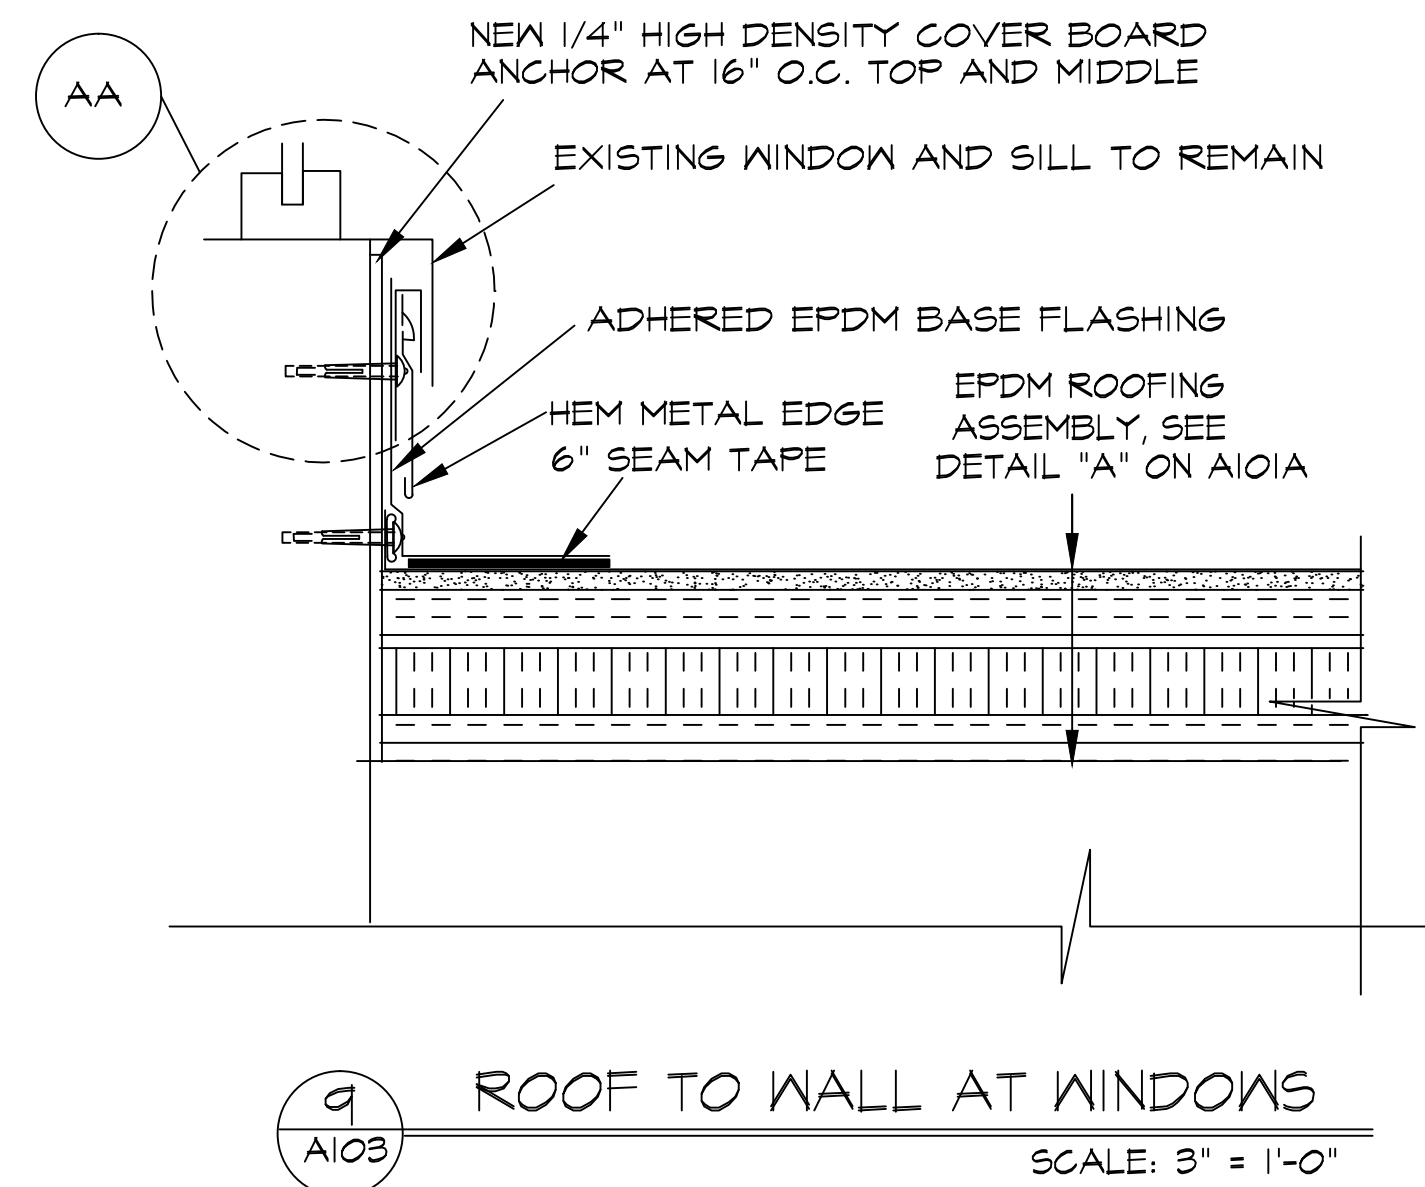 AA
NEW 1/4" HIGH DENSITY COVER BOARD
ANCHOR AT 16" O.C. TOP AND MIDDLE
EXISTING WINDOW AND SILL TO REMAIN
ADHERED EPDM BASE FLASHING
HEM METAL EDGE
6" SEAM TAPE
EPDM ROOFING
ASSEMBLY, SEE
DETAIL "A" ON A101A
9
A103
ROOF TO WALL AT WINDOWS
SCALE: 3" = 1'-0"